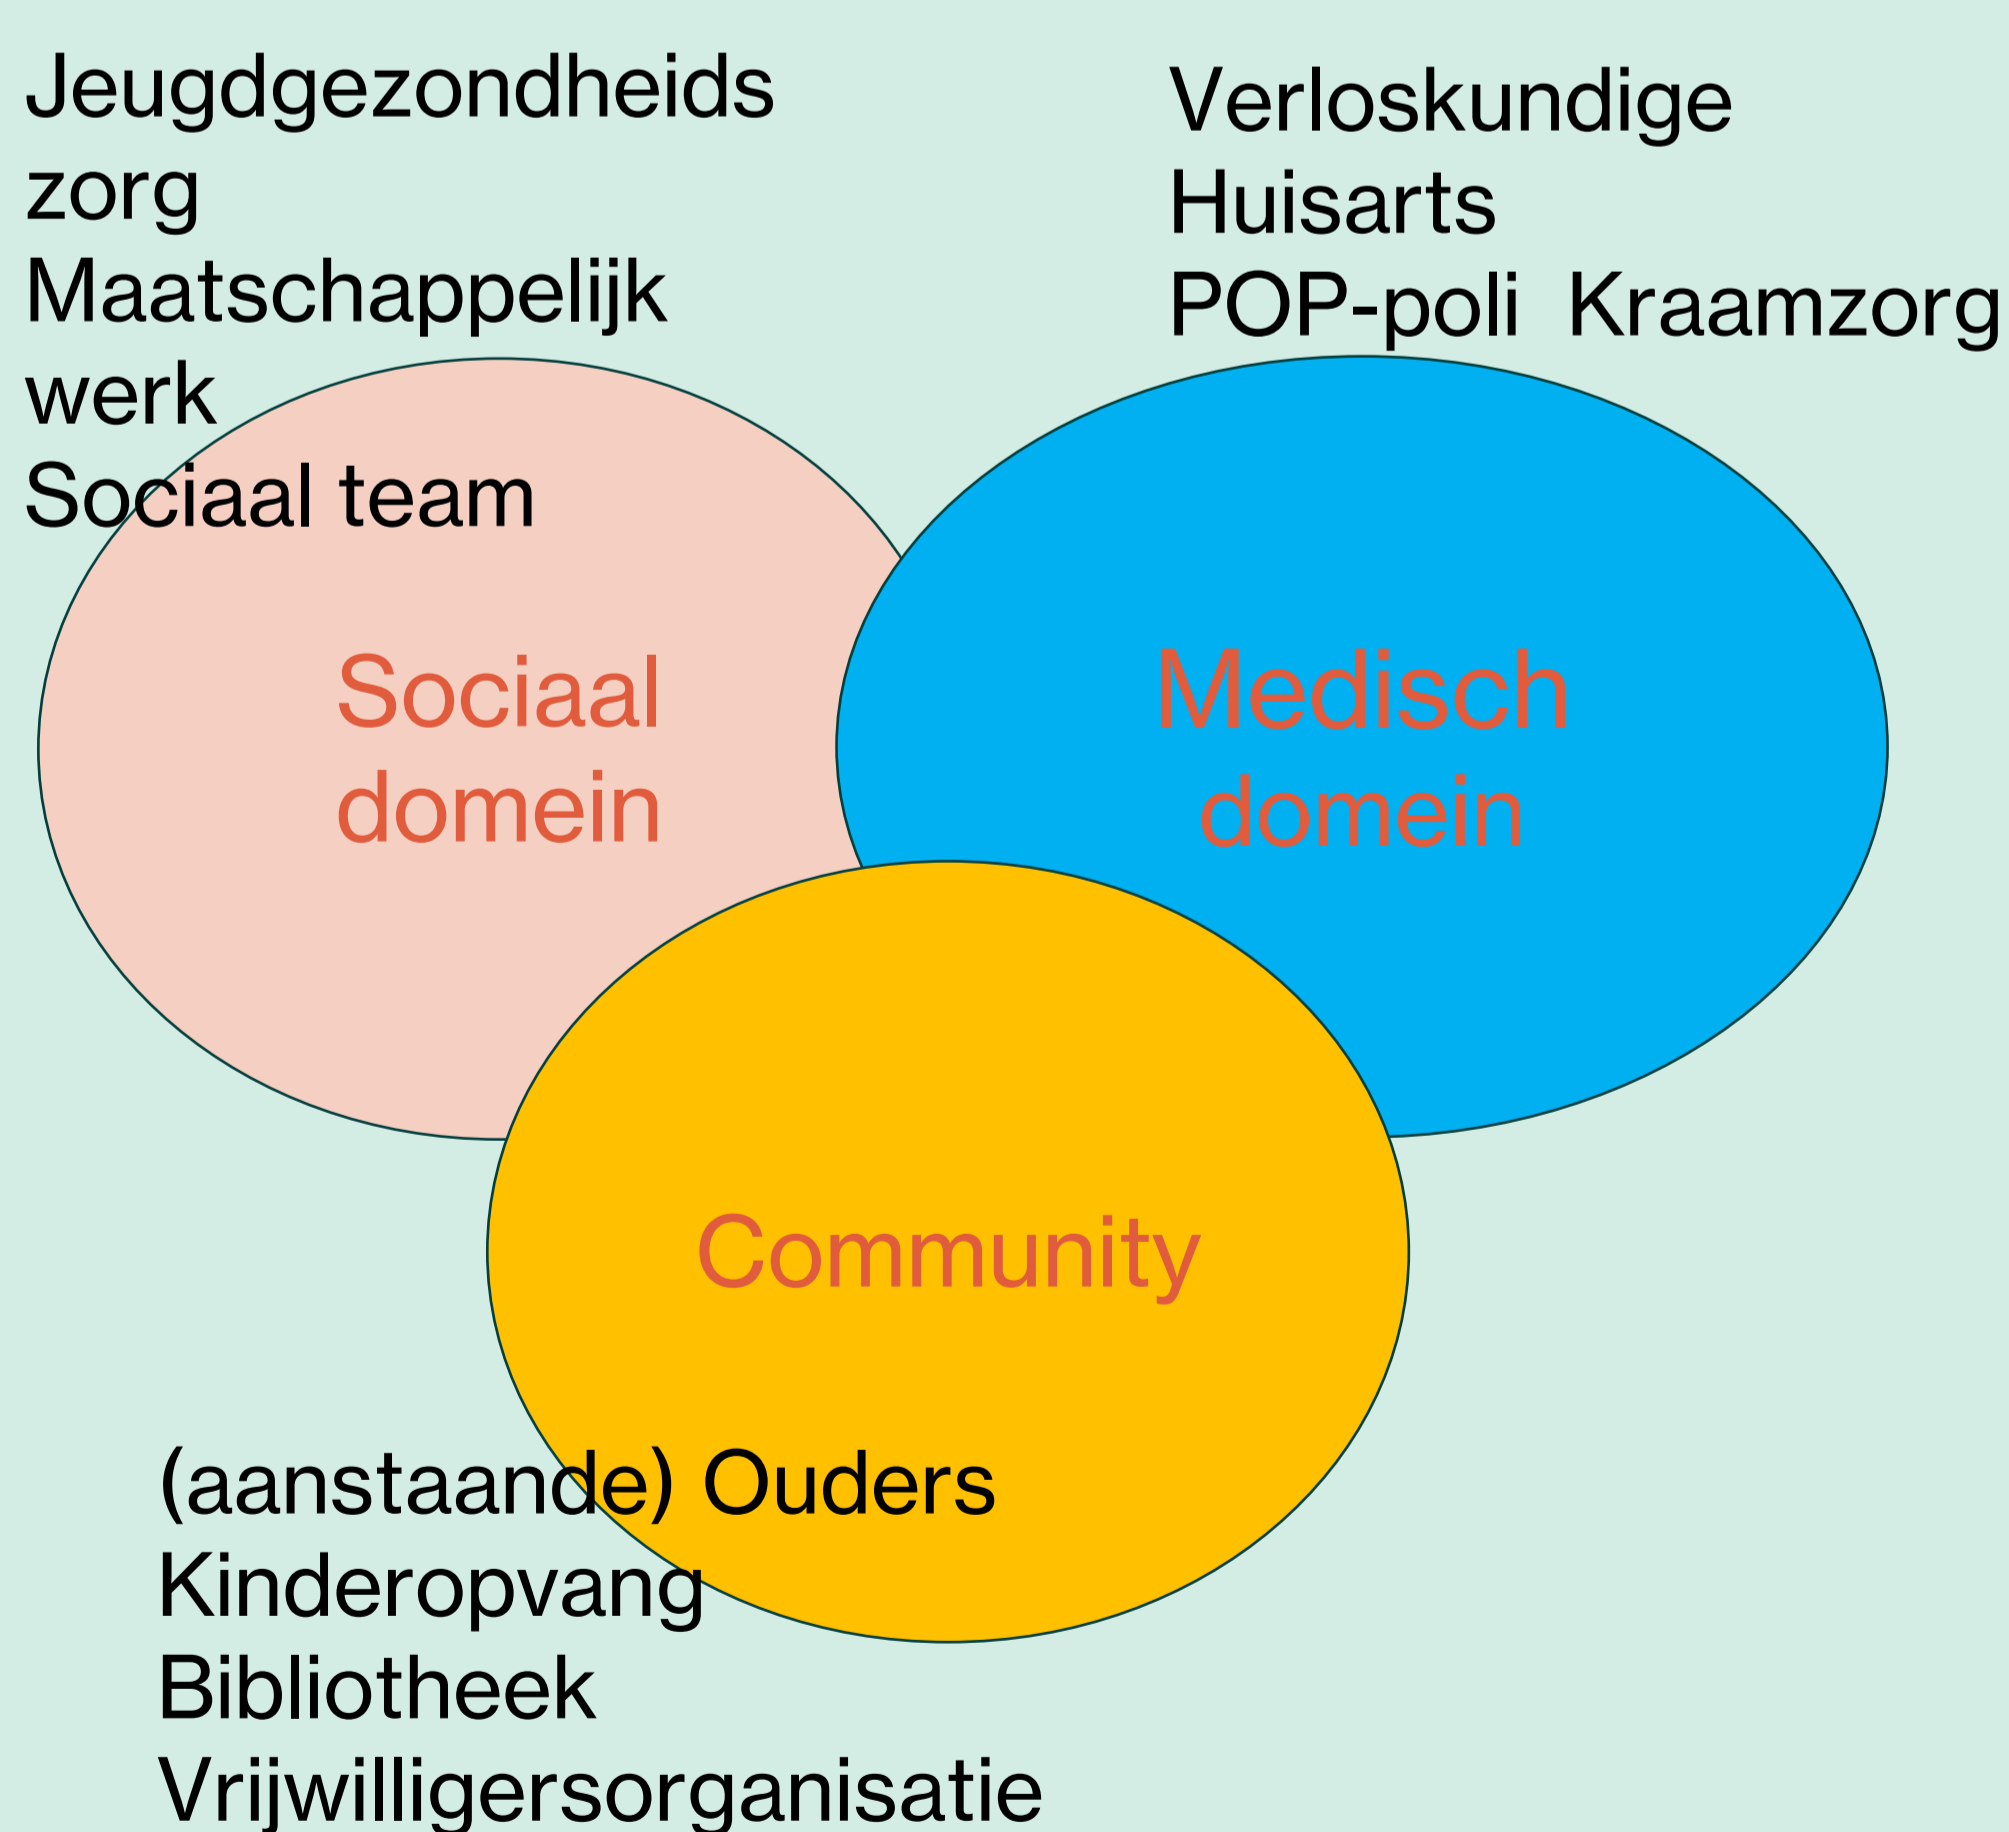 Jeugdgezondheids
zorg
Maatschappelijk
werk
Sociaal team
Verloskundige
Huisarts
POP-poli Kraamzorg
Sociaal
domein
Medisch
domein
Community
(aanstaande) Ouders
Kinderopvang
Bibliotheek
Vrijwilligersorganisatie